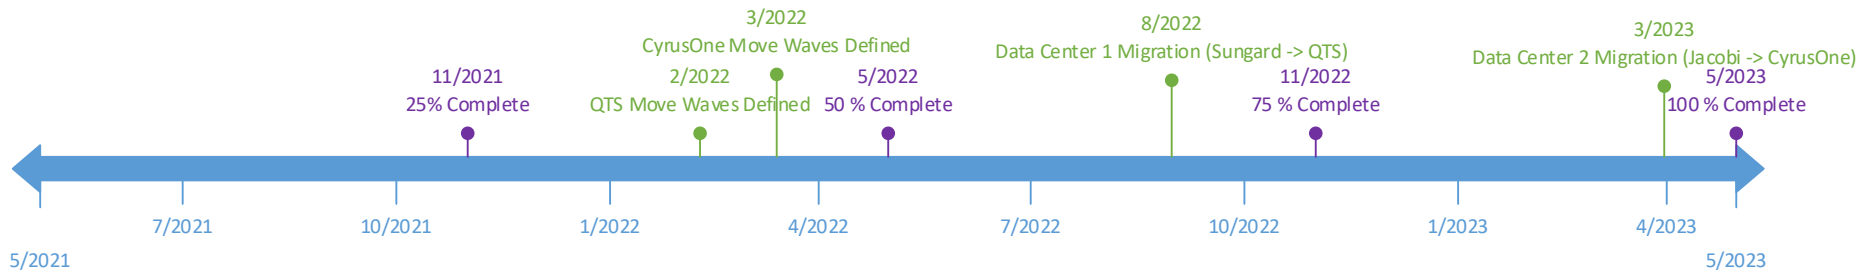 3/2022
CyrusOne Move Waves Defined
8/2022
Data Center 1 Migration (Sungard -> QTS)
3/2023
Data Center 2 Migration (Jacobi -> CyrusOne)
11/2021
25% Complete
2/2022
QTS Move Waves Defined
5/2022
50 % Complete
11/2022
75 % Complete
5/2023
100 % Complete
7/2021
10/2021
1/2022
4/2022
7/2022
10/2022
1/2023
4/2023
5/2021
5/2023